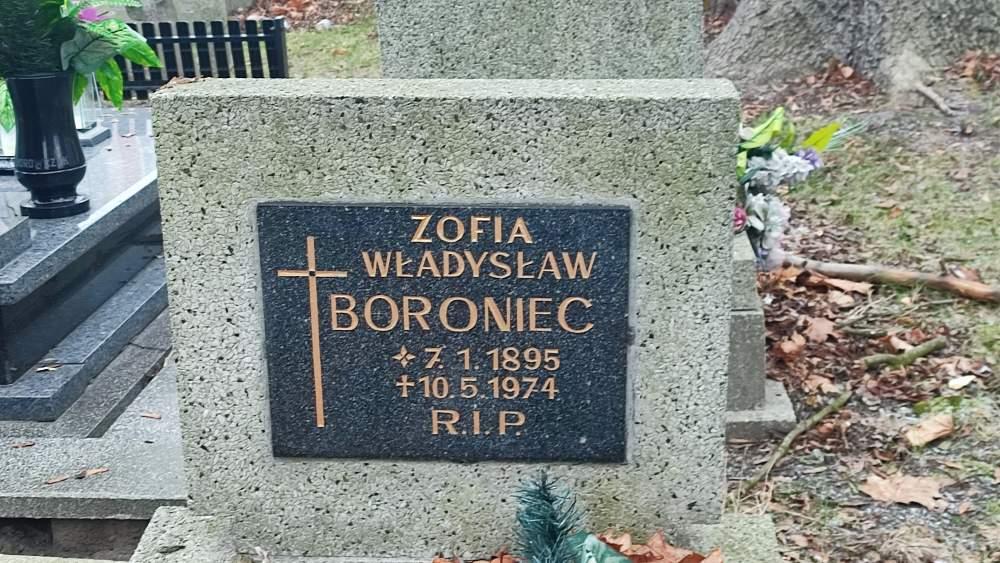 ZOFIA
WŁADYSŁAW
BORONIEC
7. 1. 1895
10. 5. 1974
R.I.P.